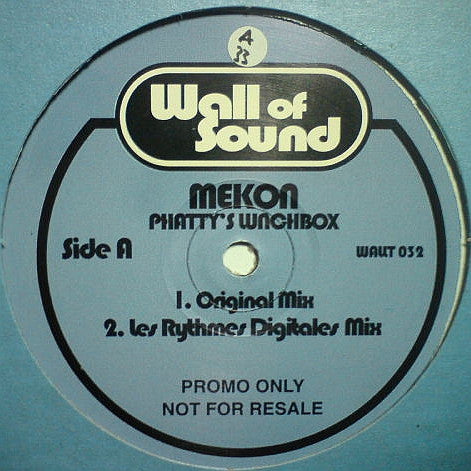 A
33
Wall of
Sound
MEKON
PHATTY'S LUNCHBOX
Side A
WALLT 032
1. Original Mix
2. Les Rythmes Digitales Mix
PROMO ONLY
NOT FOR RESALE